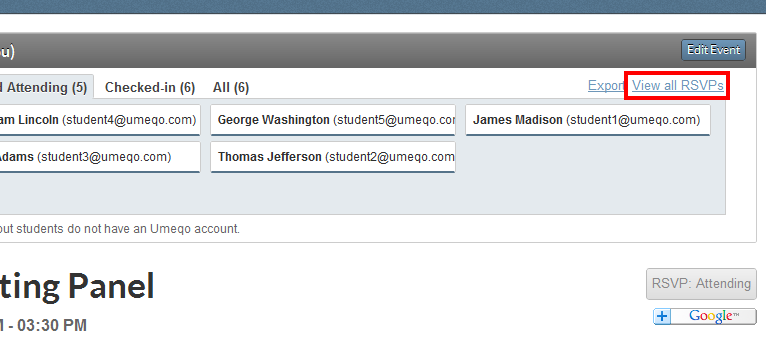 ou)
Edit Event
Attending (5) Checked-in (6) All (6) Export View all RSVPs
am Lincoln (student4@umeqo.com) George Washington (student5@umeqo.com James Madison (student1@umeqo.com)
Adams (student3@umeqo.com) Thomas Jefferson (student2@umeqo.com
out students do not have an Umeqo account.
ting Panel
RSVP: Attending
M - 03:30 PM
+ Google™